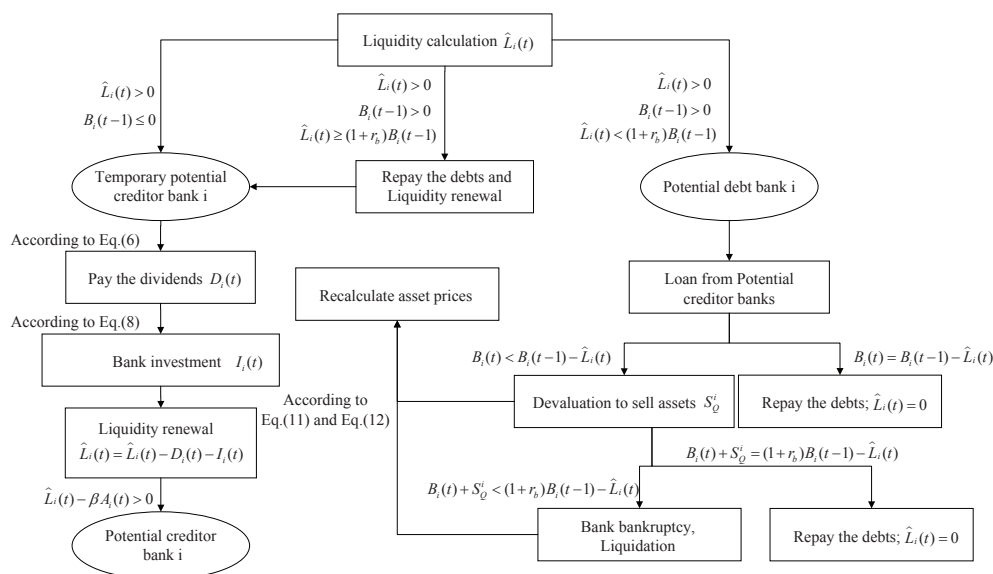 Liquidity calculation L̂ᵢ(t)
L̂ᵢ(t) > 0
Bᵢ(t−1) ≤ 0
L̂ᵢ(t) > 0
Bᵢ(t−1) > 0
L̂ᵢ(t) ≥ (1+r_b)Bᵢ(t−1)
L̂ᵢ(t) > 0
Bᵢ(t−1) > 0
L̂ᵢ(t) < (1+r_b)Bᵢ(t−1)
Temporary potential
creditor bank i
Repay the debts and
Liquidity renewal
Potential debt bank i
According to Eq.(6)
Pay the dividends Dᵢ(t)
According to Eq.(8)
Bank investment Iᵢ(t)
Liquidity renewal
L̂ᵢ(t) = L̂ᵢ(t) − Dᵢ(t) − Iᵢ(t)
L̂ᵢ(t) − βAᵢ(t) > 0
Potential creditor
bank i
Recalculate asset prices
According to
Eq.(11) and Eq.(12)
Loan from Potential
creditor banks
Bᵢ(t) < Bᵢ(t−1) − L̂ᵢ(t)
Bᵢ(t) = Bᵢ(t−1) − L̂ᵢ(t)
Devaluation to sell assets S_Q^i
Repay the debts; L̂ᵢ(t) = 0
Bᵢ(t) + S_Q^i = (1+r_b)Bᵢ(t−1) − L̂ᵢ(t)
Bᵢ(t) + S_Q^i < (1+r_b)Bᵢ(t−1) − L̂ᵢ(t)
Bank bankruptcy,
Liquidation
Repay the debts; L̂ᵢ(t) = 0